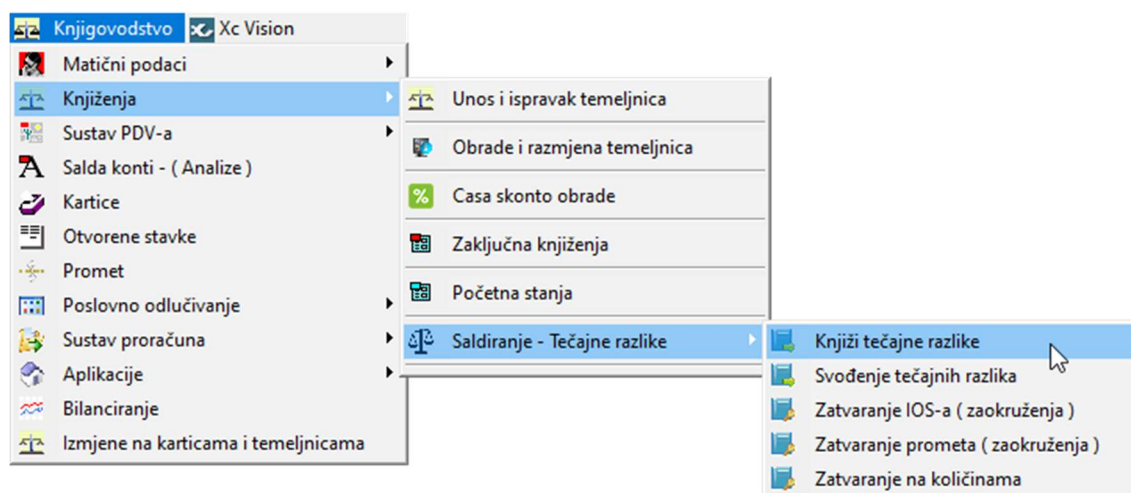 Knjigovodstvo
Xc Vision
Matični podaci
Knjiženja
Sustav PDV-a
Salda konti - ( Analize )
Kartice
Otvorene stavke
Promet
Poslovno odlučivanje
Sustav proračuna
Aplikacije
Bilanciranje
Izmjene na karticama i temeljnicama
Unos i ispravak temeljnica
Obrade i razmjena temeljnica
Casa skonto obrade
Zaključna knjiženja
Početna stanja
Saldiranje - Tečajne razlike
Knjiži tečajne razlike
Svođenje tečajnih razlika
Zatvaranje IOS-a ( zaokruženja )
Zatvaranje prometa ( zaokruženja )
Zatvaranje na količinama